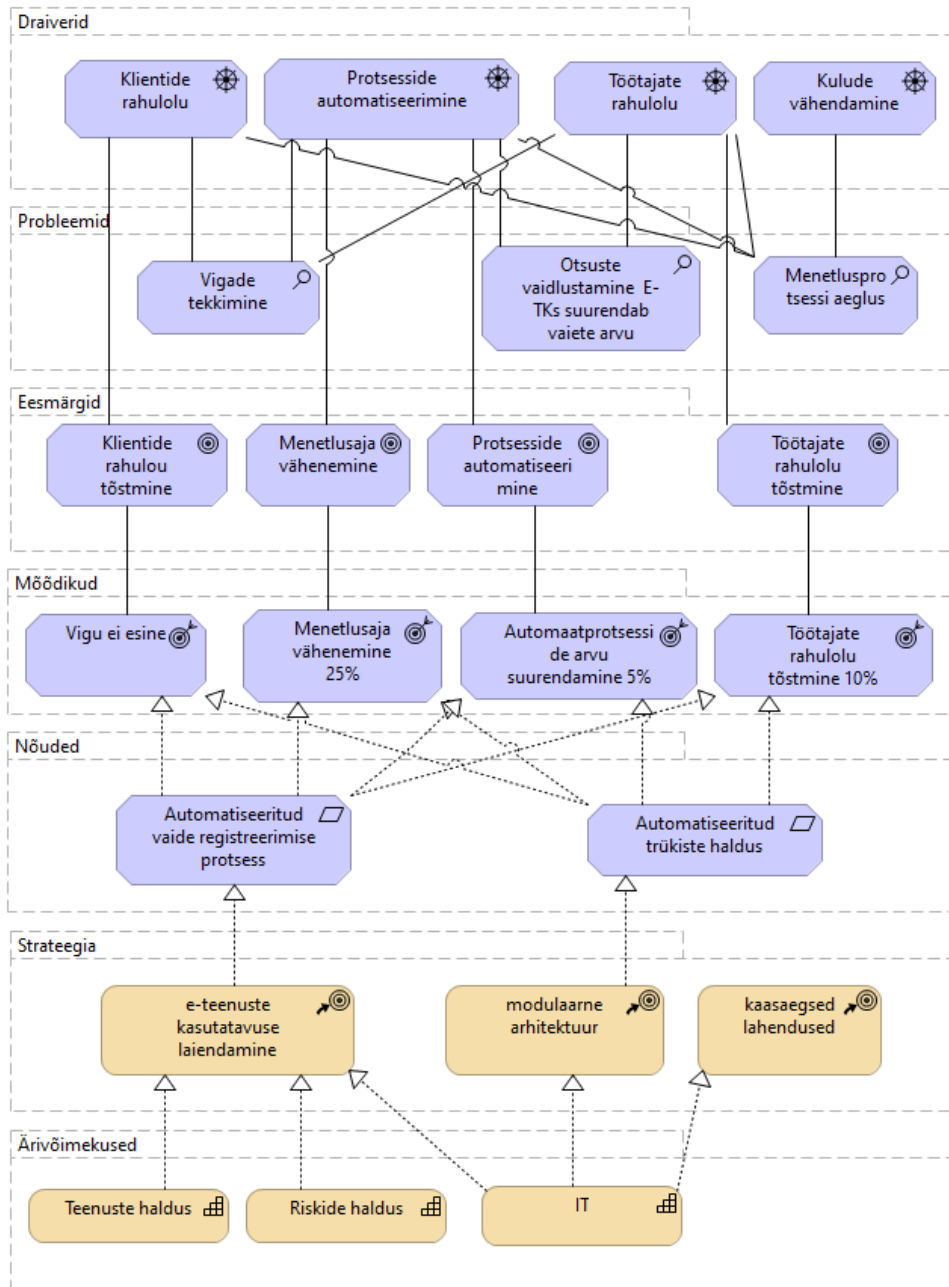 Draiverid
Klientide
rahulolu
Protsesside
automatiseerimine
Töötajate
rahulolu
Kulude
vähendamine
Probleemid
Vigade
tekkimine
Otsuste
vaidlustamine E-
TKs suurendab
vaiete arvu
Menetluspro
tsessi aeglus
Eesmärgid
Klientide
rahulou
tõstmine
Menetlusaja
vähenemine
Protsesside
automatiseeri
mine
Töötajate
rahulolu
tõstmine
Mõõdikud
Vigu ei esine
Menetlusaja
vähenemine
25%
Automaatprotsessi
de arvu
suurendamine 5%
Töötajate
rahulolu
tõstmine 10%
Nõuded
Automatiseeritud
vaide registreerimise
protsess
Automatiseeritud
trükiste haldus
Strateegia
e-teenuste
kasutatavuse
laiendamine
modulaarne
arhitektuur
kaasaegsed
lahendused
Ärivõimekused
Teenuste haldus
Riskide haldus
IT